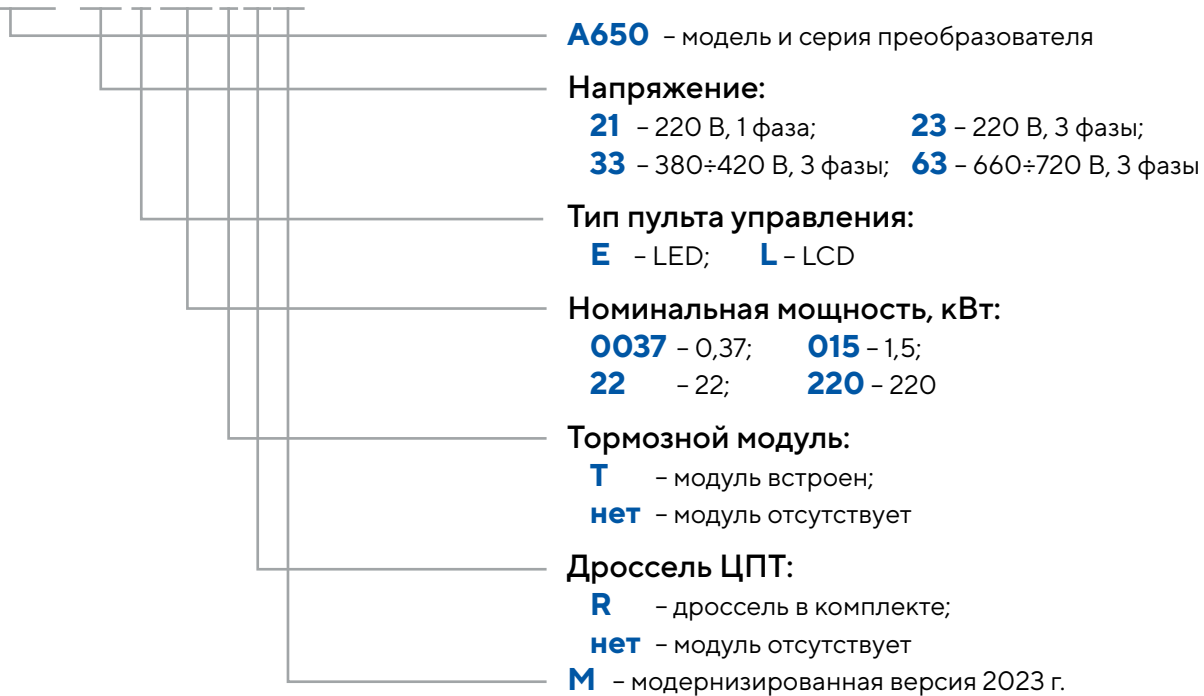 А650 – модель и серия преобразователя
Напряжение:
21 – 220 В, 1 фаза; 23 – 220 В, 3 фазы;
33 – 380÷420 В, 3 фазы; 63 – 660÷720 В, 3 фазы
Тип пульта управления:
E – LED; L – LCD
Номинальная мощность, кВт:
0037 – 0,37; 015 – 1,5;
22 – 22; 220 – 220
Тормозной модуль:
T – модуль встроен;
нет – модуль отсутствует
Дроссель ЦПТ:
R – дроссель в комплекте;
нет – модуль отсутствует
M – модернизированная версия 2023 г.